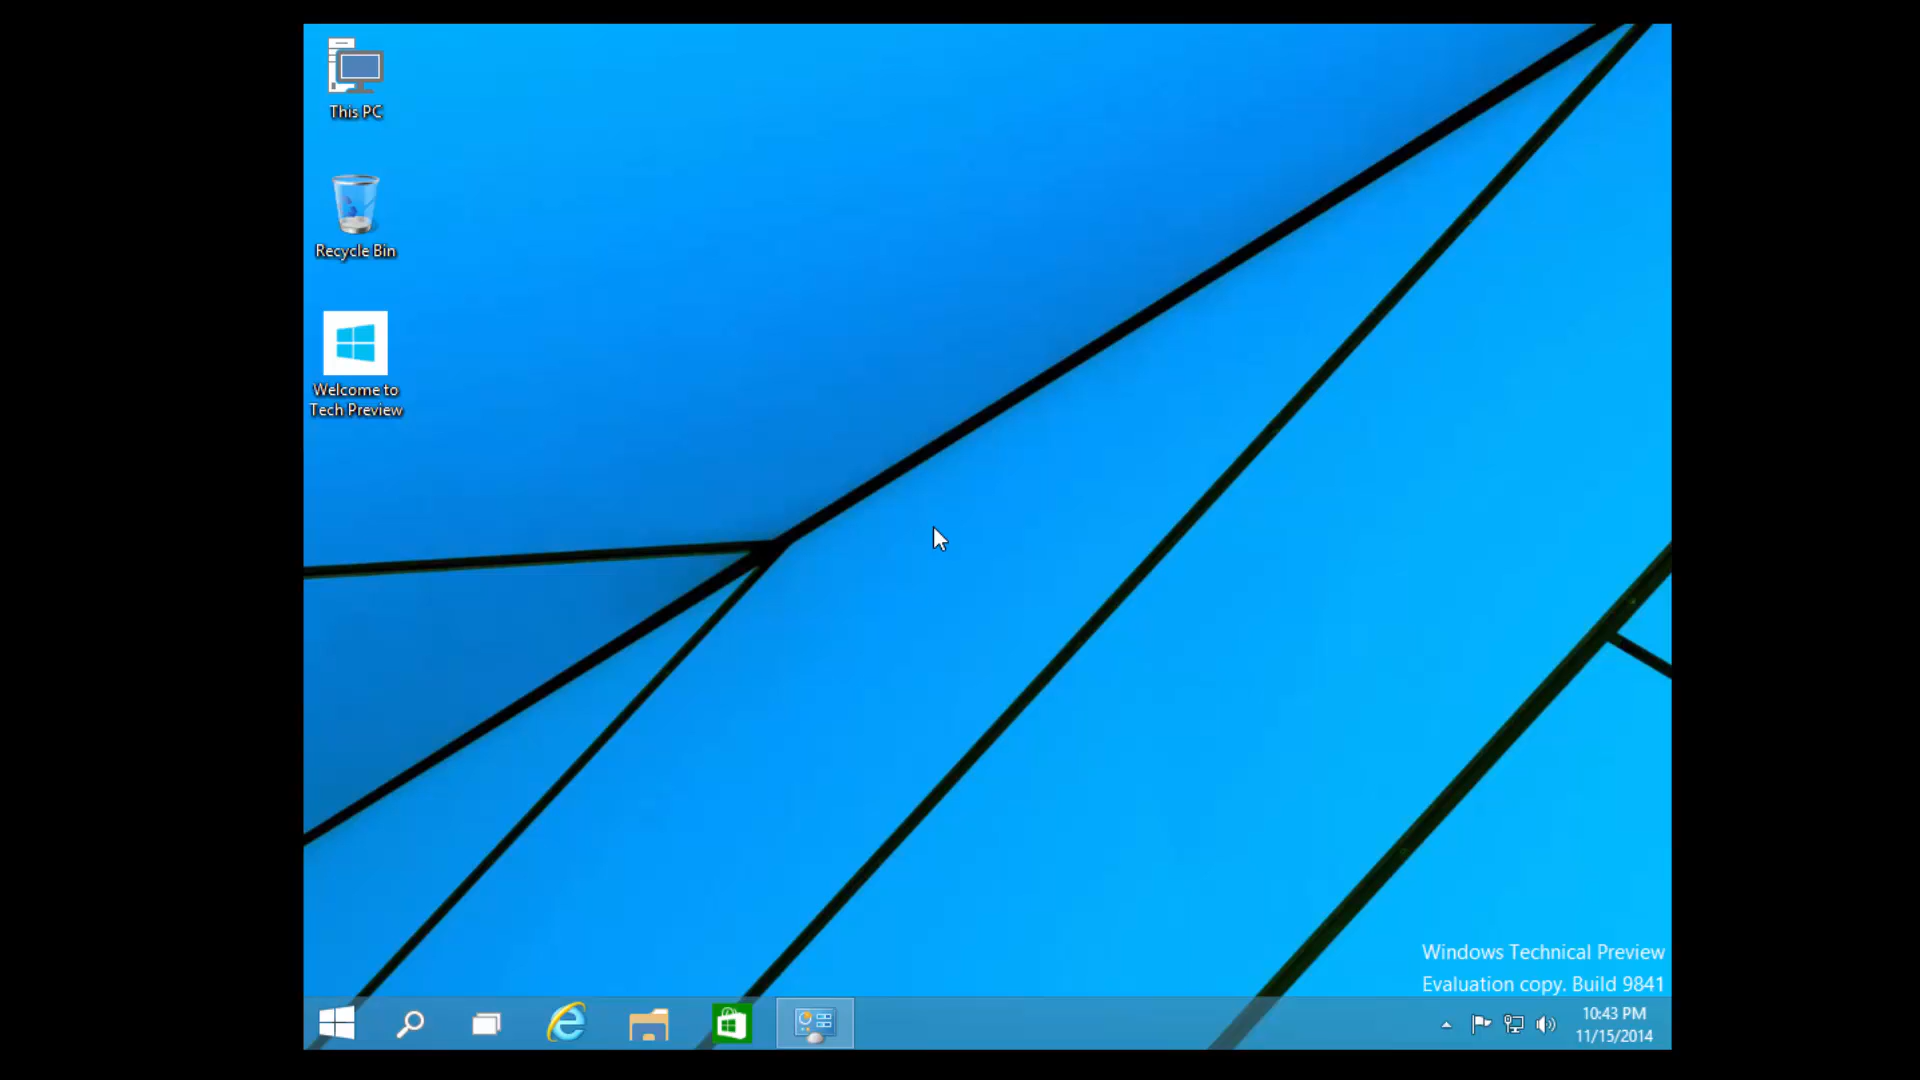 This PC
Recycle Bin
Welcome to
Tech Preview
Windows Technical Preview
Evaluation copy. Build 9841
10:43 PM
11/15/2014